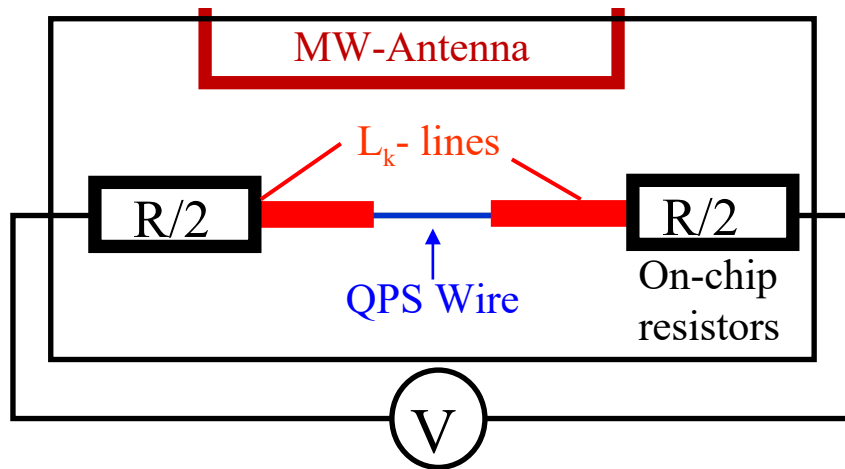 MW-Antenna
Lk- lines
R/2
R/2
QPS Wire
On-chip
resistors
V